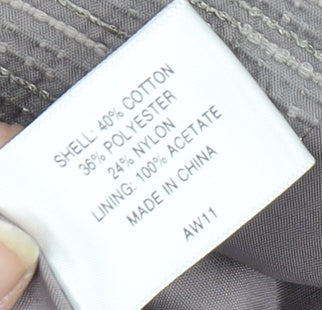 SHELL: 40% COTTON
36% POLYESTER
24% NYLON
LINING: 100% ACETATE
MADE IN CHINA
AW11